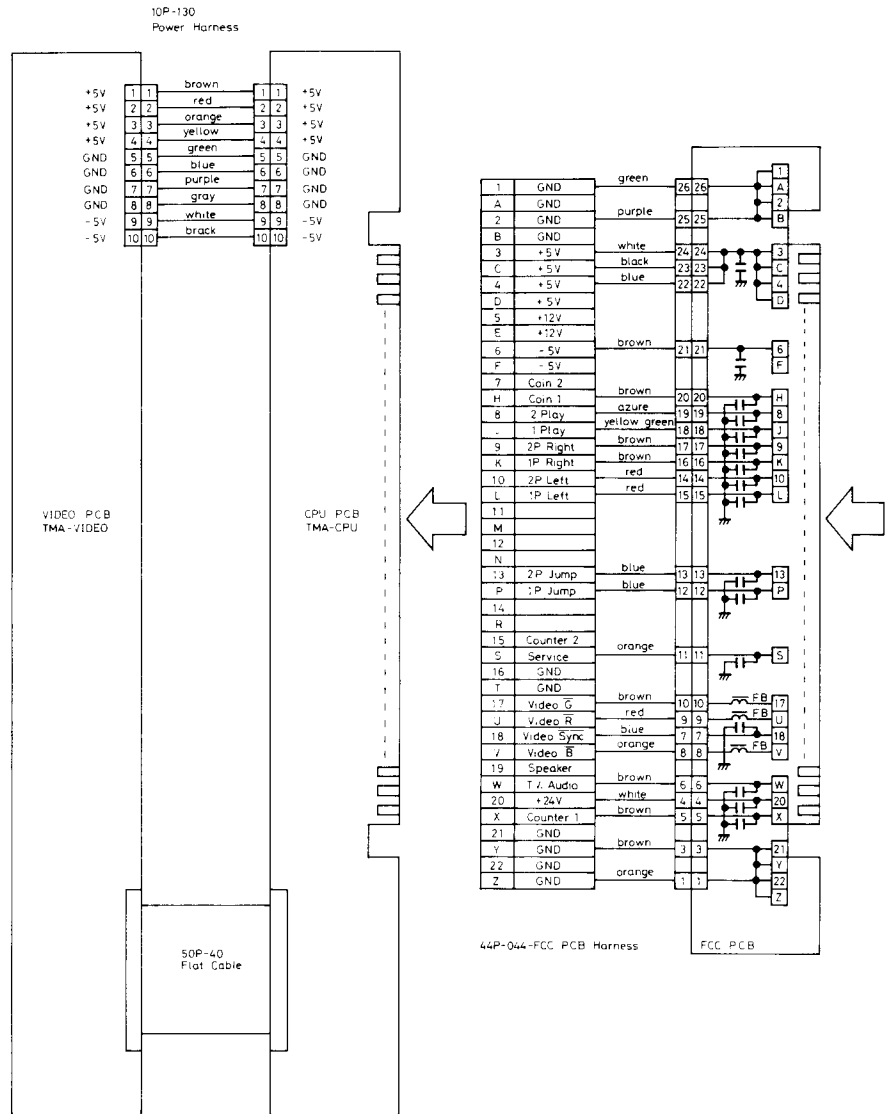 10P-130
Power Harness
+5V 1 1 brown 1 1 +5V
+5V 2 2 red 2 2 +5V
+5V 3 3 orange 3 3 +5V
+5V 4 4 yellow 4 4 +5V
GND 5 5 green 5 5 GND
GND 6 6 blue 6 6 GND
GND 7 7 purple 7 7 GND
GND 8 8 gray 8 8 GND
-5V 9 9 white 9 9 -5V
-5V 10 10 brack 10 10 -5V
VIDEO PCB
TMA-VIDEO
CPU PCB
TMA-CPU
50P-40
Flat Cable
1 GND green 26 26 1
A GND A
2 GND purple 25 25 2
B GND B
3 +5V white 24 24 3
C +5V black 23 23 C
4 +5V blue 22 22 4
D +5V D
5 +12V
E +12V
6 -5V brown 21 21 6
F -5V F
7 Coin 2
H Coin 1 brown 20 20 H
8 2 Play azure 19 19 8
J 1 Play yellow green 18 18 J
9 2P Right brown 17 17 9
K 1P Right brown 16 16 K
10 2P Left red 14 14 10
L 1P Left red 15 15 L
11
M
12
N
13 2P Jump blue 13 13 13
P 1P Jump blue 12 12 P
14
R
15 Counter 2
S Service orange 11 11 S
16 GND
T GND
17 Video G brown 10 10 FB 17
U Video R red 9 9 FB U
18 Video Sync blue 7 7 18
V Video B orange 8 8 FB V
19 Speaker
W T.V. Audio brown 6 6 W
20 +24V white 4 4 20
X Counter 1 brown 5 5 X
21 GND 21
Y GND brown 3 3 Y
22 GND 22
Z GND orange 1 1 Z
44P-044-FCC PCB Harness
FCC PCB